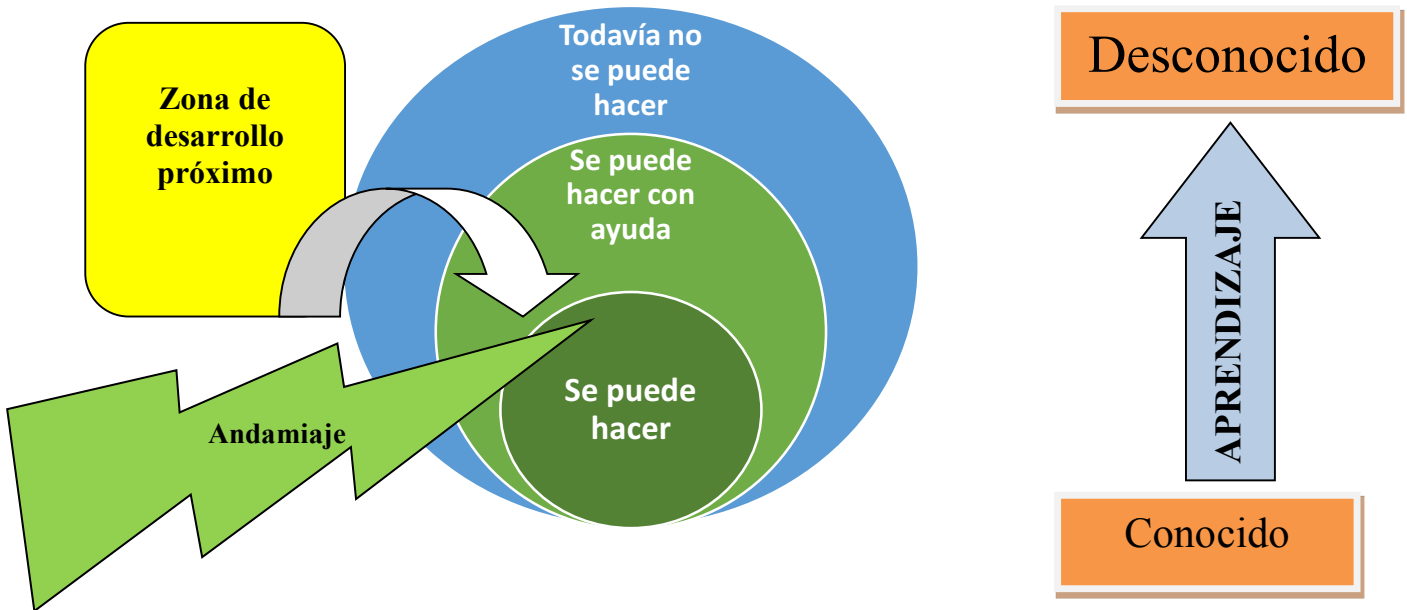 Zona de
desarrollo
próximo
Todavía no
se puede
hacer
Se puede
hacer con
ayuda
Se puede
hacer
Andamiaje
Desconocido
APRENDIZAJE
Conocido